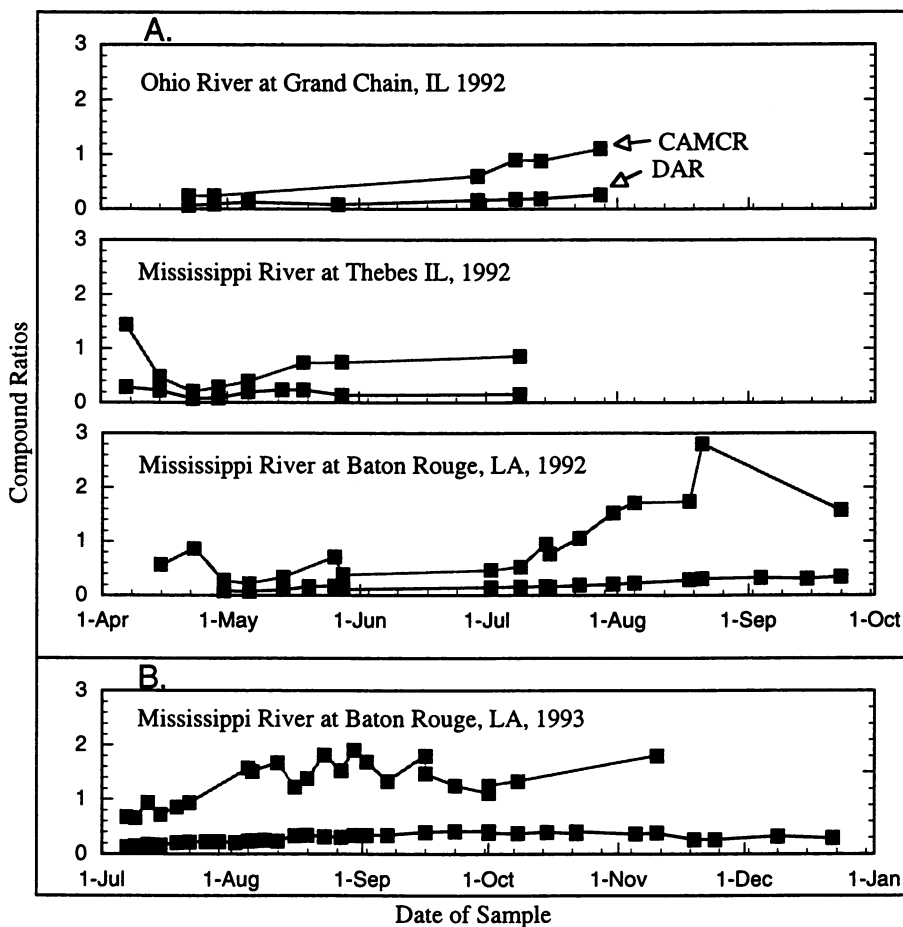 A.
3
Ohio River at Grand Chain, IL 1992
2
CAMCR
1
DAR
0
3
Mississippi River at Thebes IL, 1992
2
1
0
3
Mississippi River at Baton Rouge, LA, 1992
2
1
0
1-Apr 1-May 1-Jun 1-Jul 1-Aug 1-Sep 1-Oct
Compound Ratios
B.
3
Mississippi River at Baton Rouge, LA, 1993
2
1
0
1-Jul 1-Aug 1-Sep 1-Oct 1-Nov 1-Dec 1-Jan
Date of Sample